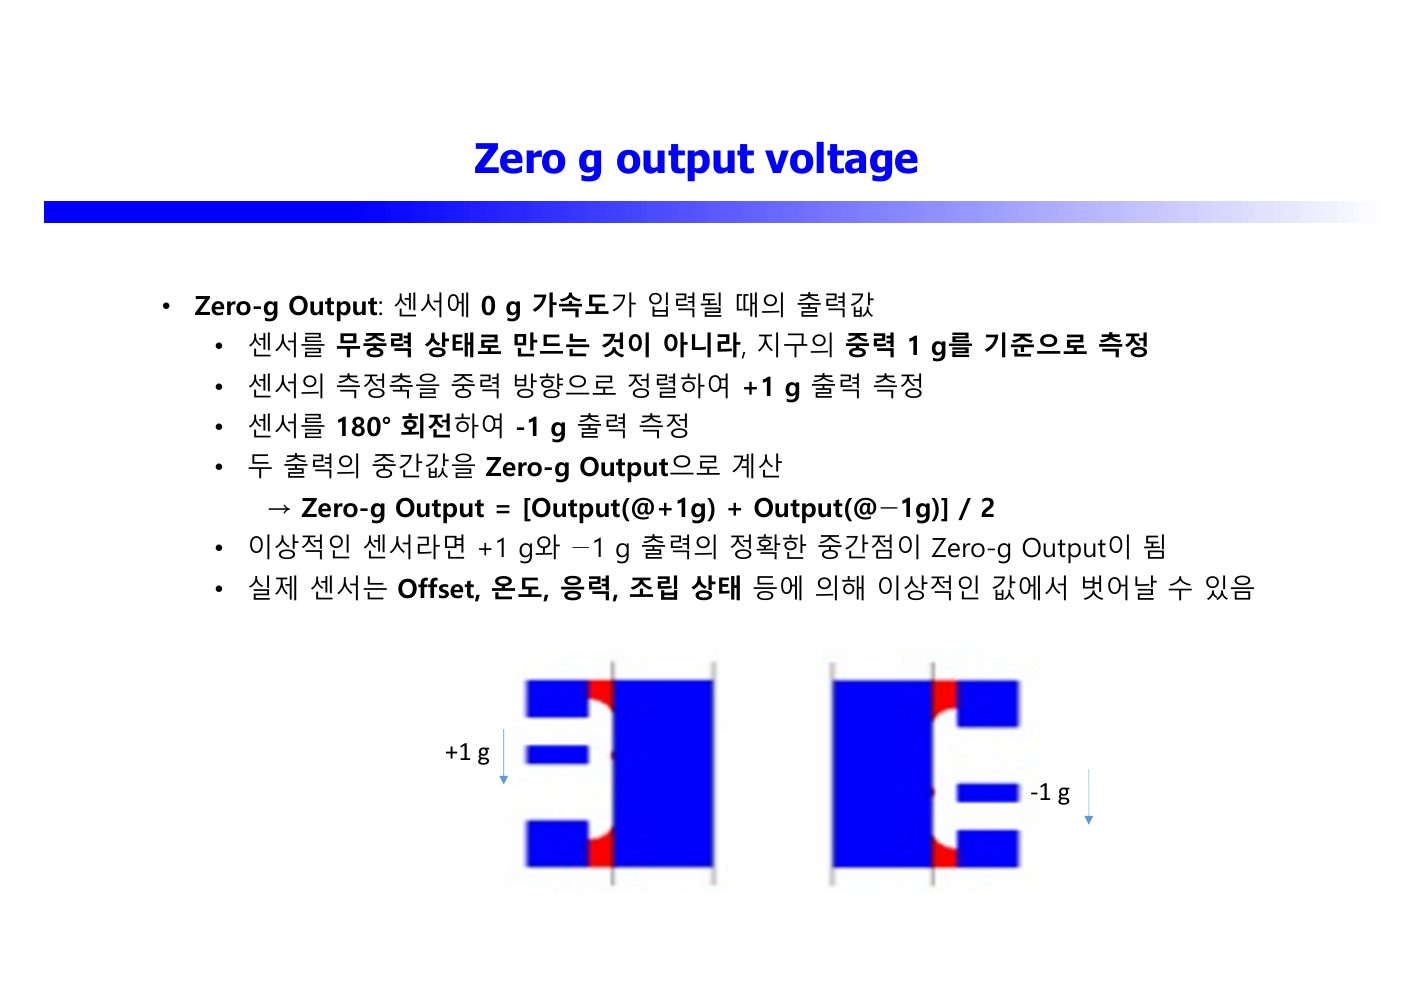 Zero g output voltage
• Zero-g Output: 센서에 0 g 가속도가 입력될 때의 출력값
• 센서를 무중력 상태로 만드는 것이 아니라, 지구의 중력 1 g를 기준으로 측정
• 센서의 측정축을 중력 방향으로 정렬하여 +1 g 출력 측정
• 센서를 180° 회전하여 -1 g 출력 측정
• 두 출력의 중간값을 Zero-g Output으로 계산
→ Zero-g Output = [Output(@+1g) + Output(@−1g)] / 2
• 이상적인 센서라면 +1 g와 −1 g 출력의 정확한 중간점이 Zero-g Output이 됨
• 실제 센서는 Offset, 온도, 응력, 조립 상태 등에 의해 이상적인 값에서 벗어날 수 있음
+1 g
-1 g